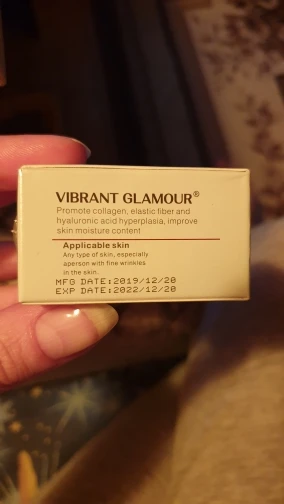 VIBRANT GLAMOUR®
Promote collagen, elastic fiber and
hyaluronic acid hyperplasia, improve
skin moisture content
Applicable skin
Any type of skin, especially
aperson with fine wrinkles
in the skin.
MFG DATE:2019/12/20
EXP DATE:2022/12/20